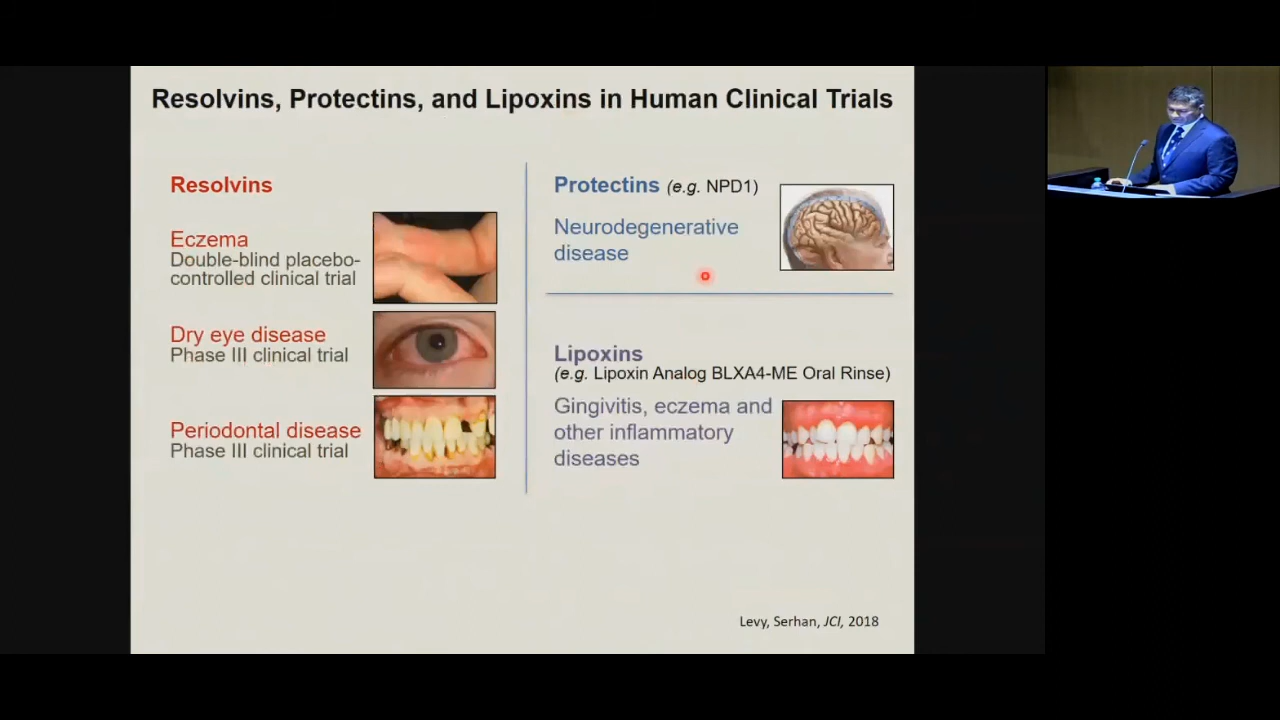 Resolvins, Protectins, and Lipoxins in Human Clinical Trials
Resolvins
Eczema
Double-blind placebo-
controlled clinical trial
Dry eye disease
Phase III clinical trial
Periodontal disease
Phase III clinical trial
Protectins (e.g. NPD1)
Neurodegenerative
disease
Lipoxins
(e.g. Lipoxin Analog BLXA4-ME Oral Rinse)
Gingivitis, eczema and
other inflammatory
diseases
Levy, Serhan, JCI, 2018